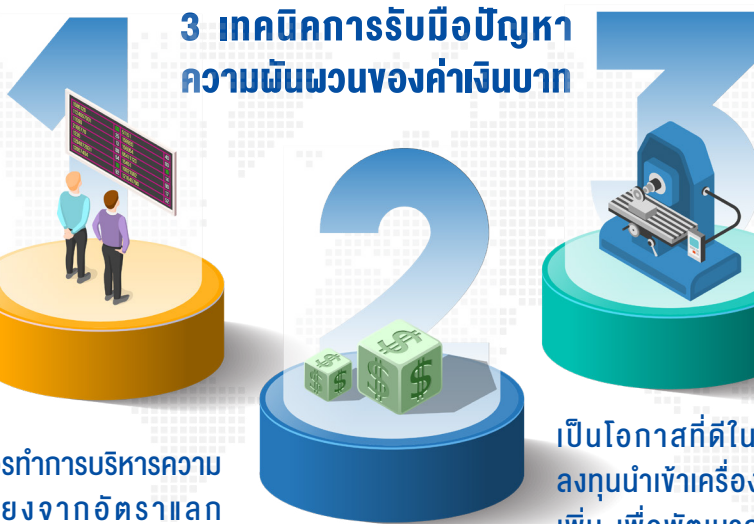 3 เทคนิคการรับมือปัญหา
ความผันผวนของค่าเงินบาท
1
2
3
รทำการบริหารความ
ยงจากอัตราแลก
เป็นโอกาสที่ดีใน
ลงทุนนำเข้าเครื่อง